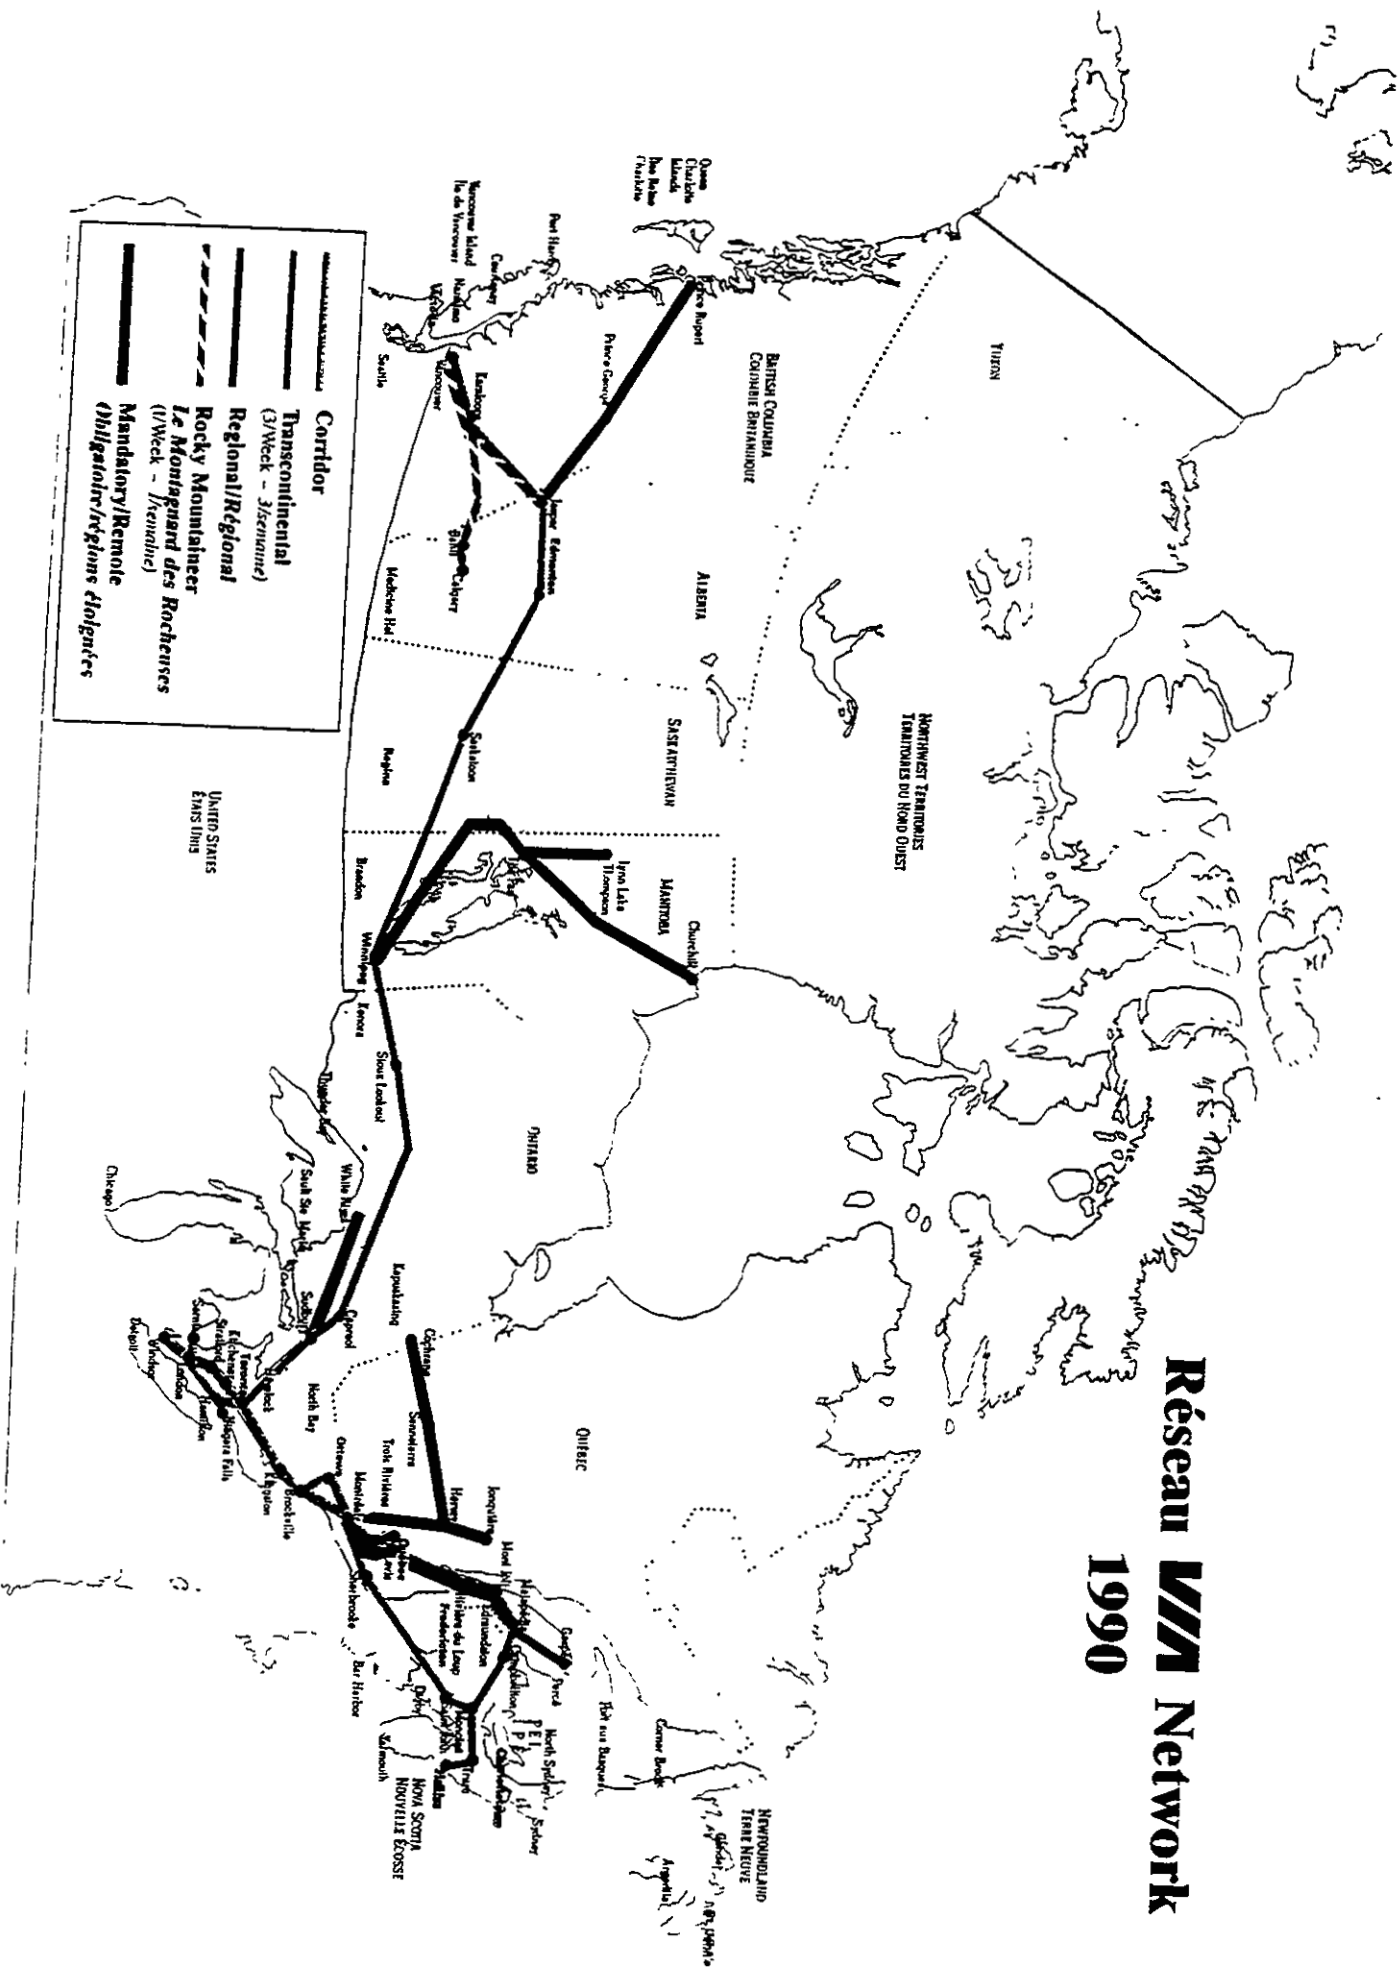 Réseau VIA Network
1990
YUKON
NORTHWEST TERRITORIES
TERRITOIRES DU NORD OUEST
BRITISH COLUMBIA
COLOMBIE BRITANNIQUE
ALBERTA
SASKATCHEWAN
MANITOBA
ONTARIO
QUÉBEC
NEWFOUNDLAND
TERRE NEUVE
NOVA SCOTIA
NOUVELLE ÉCOSSE
PEI
UNITED STATES
ÉTATS UNIS
Queen
Charlotte
Islands
Îles Reine
Charlotte
Prince Rupert
Prince George
Port Hardy
Courtenay
Vancouver Island
Île de Vancouver
Nanaimo
Victoria
Vancouver
Seattle
Kamloops
Jasper
Edmonton
Banff
Calgary
Medicine Hat
Saskatoon
Regina
Lynn Lake
Thompson
Churchill
Brandon
Winnipeg
Kenora
Sioux Lookout
Thunder Bay
White River
Sault Ste Marie
Sudbury
Capreol
Chicago
Kapuskasing
Cochrane
Senneterre
Hervey
Jonquière
North Bay
Ottawa
Montréal
Trois Rivières
Toronto
Kitchener
Stratford
Sarnia
London
Windsor
Detroit
Hamilton
Niagara Falls
Kingston
Brockville
Sherbrooke
Québec
Lévis
Mont Joli
Matapédia
Rivière du Loup
Edmundston
Fredericton
Campbellton
Gaspé
Percé
Moncton
Saint John
Truro
Halifax
Digby
Yarmouth
Bar Harbor
Charlottetown
North Sydney
Sydney
Port aux Basques
Corner Brook
Gander
Argentia
Corridor
Transcontinental
(3/Week - 3/semaine)
Regional/Régional
Rocky Mountaineer
Le Montagnard des Rocheuses
(1/Week - 1/semaine)
Mandatory/Remote
Obligatoire/régions éloignées